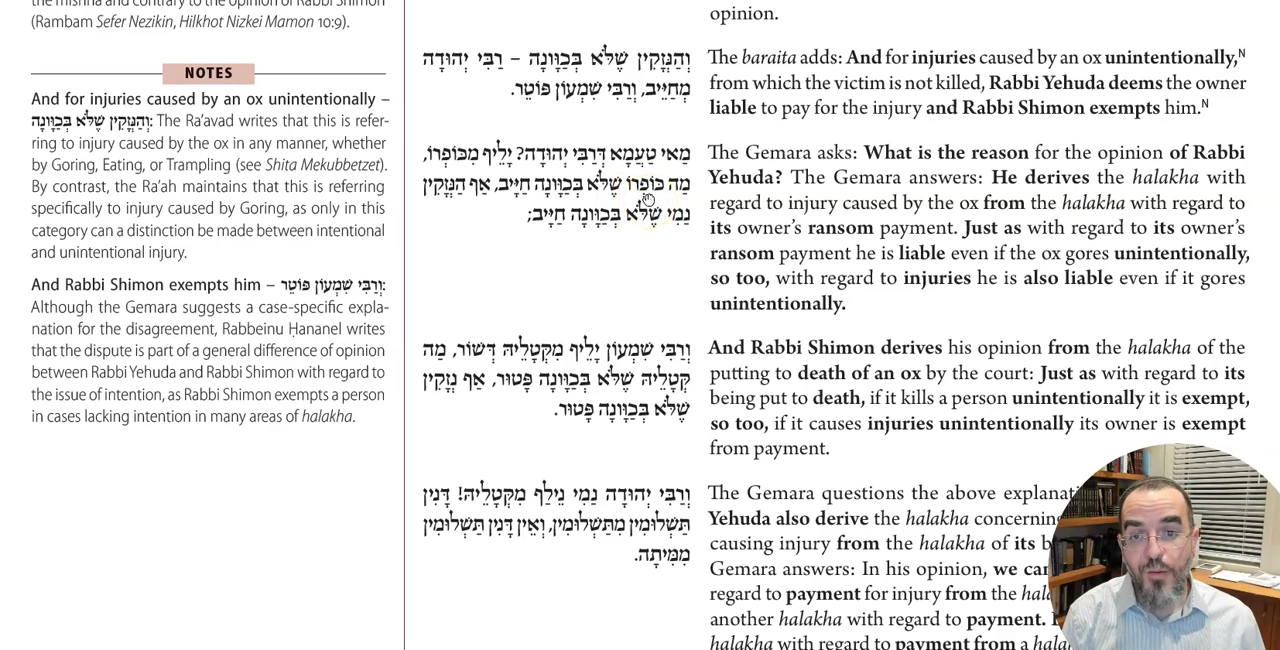 the mishna and contrary to the opinion of Rabbi Shimon
(Rambam Sefer Nezikin, Hilkhot Nizkei Mamon 10:9).
NOTES
And for injuries caused by an ox unintentionally –
וְהַנְּזָקִין שֶׁלֹּא בְּכַוּוֹנָה: The Ra'avad writes that this is refer-
ring to injury caused by the ox in any manner, whether
by Goring, Eating, or Trampling (see Shita Mekubbetzet).
By contrast, the Ra'ah maintains that this is referring
specifically to injury caused by Goring, as only in this
category can a distinction be made between intentional
and unintentional injury.
And Rabbi Shimon exempts him – וְרַבִּי שִׁמְעוֹן פּוֹטֵר:
Although the Gemara suggests a case-specific expla-
nation for the disagreement, Rabbeinu Ḥananel writes
that the dispute is part of a general difference of opinion
between Rabbi Yehuda and Rabbi Shimon with regard to
the issue of intention, as Rabbi Shimon exempts a person
in cases lacking intention in many areas of halakha.
וְהַנְּזָקִין שֶׁלֹּא בְּכַוּוֹנָה – רַבִּי יְהוּדָה
מְחַיֵּיב, וְרַבִּי שִׁמְעוֹן פּוֹטֵר.
מַאי טַעֲמָא דְּרַבִּי יְהוּדָה? יָלֵיף מִכּוֹפְרוֹ,
מָה כּוֹפְרוֹ שֶׁלֹּא בְּכַוּוֹנָה חַיָּיב, אַף הַנְּזָקִין
נָמֵי שֶׁלֹּא בְּכַוּוֹנָה חַיָּיב;
וְרַבִּי שִׁמְעוֹן יָלֵיף מִקְּטָלֵיהּ דְּשׁוֹר, מַה
קְּטָלֵיהּ שֶׁלֹּא בְּכַוּוֹנָה פָּטוּר, אַף נְזָקִין
שֶׁלֹּא בְּכַוּוֹנָה פָּטוּר.
וְרַבִּי יְהוּדָה נָמֵי נֵילַף מִקְּטָלֵיהּ! דָּנִין
תַּשְׁלוּמִין מִתַּשְׁלוּמִין, וְאֵין דָּנִין תַּשְׁלוּמִין
מִמִּיתָה.
opinion.
The baraita adds: And for injuries caused by an ox unintentionally,N
from which the victim is not killed, Rabbi Yehuda deems the owner
liable to pay for the injury and Rabbi Shimon exempts him.N
The Gemara asks: What is the reason for the opinion of Rabbi
Yehuda? The Gemara answers: He derives the halakha with
regard to injury caused by the ox from the halakha with regard to
its owner's ransom payment. Just as with regard to its owner's
ransom payment he is liable even if the ox gores unintentionally,
so too, with regard to injuries he is also liable even if it gores
unintentionally.
And Rabbi Shimon derives his opinion from the halakha of the
putting to death of an ox by the court: Just as with regard to its
being put to death, if it kills a person unintentionally it is exempt,
so too, if it causes injuries unintentionally its owner is exempt
from payment.
The Gemara questions the above
Yehuda also derive the halakha
causing injury from the halakha of its
Gemara answers: In his opinion, we
regard to payment for injury from the
another halakha with regard to payment.
halakha with regard to payment from a